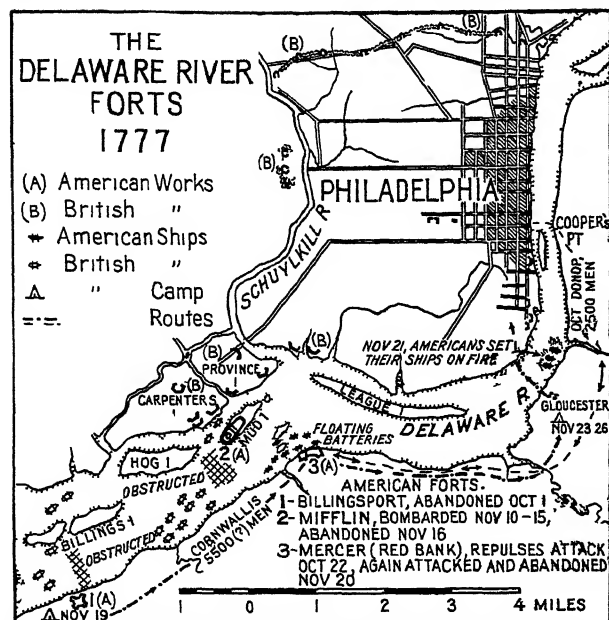 THE
DELAWARE RIVER
FORTS
1777
(A) American Works
(B) British "
American Ships
British "
" Camp
Routes
(B)
(B)
(B)
PHILADELPHIA
SCHUYLKILL R
COOPER'S
PT
OCT DONOP,
2500 MEN
NOV 21, AMERICANS SET
THEIR SHIPS ON FIRE
(B)
(B)
PROVINCE
I
(B)
CARPENTERS
I
LEAGUE I
DELAWARE R.
GLOUCESTER
NOV 23 26
MUD I
2(A)
FLOATING
BATTERIES
3(A)
HOG I
OBSTRUCTED
BILLINGS I
OBSTRUCTED
CORNWALLIS
5500(?) MEN
1(A)
NOV 19
AMERICAN FORTS.
1-BILLINGSPORT, ABANDONED OCT 1
2- MIFFLIN, BOMBARDED NOV 10-15,
ABANDONED NOV 16
3-MERCER (RED BANK), REPULSES ATTACK
OCT 22, AGAIN ATTACKED AND ABANDONED
NOV 20
1 0 1 2 3 4 MILES